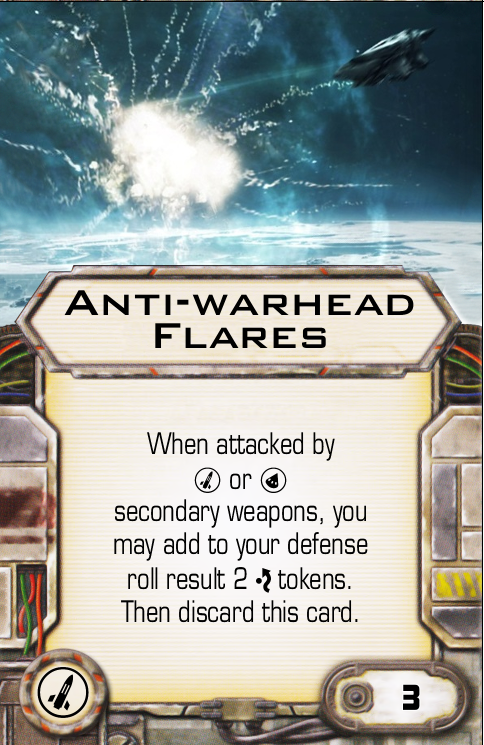 ANTI-WARHEAD
FLARES
When attacked by
or
secondary weapons, you
may add to your defense
roll result 2 tokens.
Then discard this card.
3